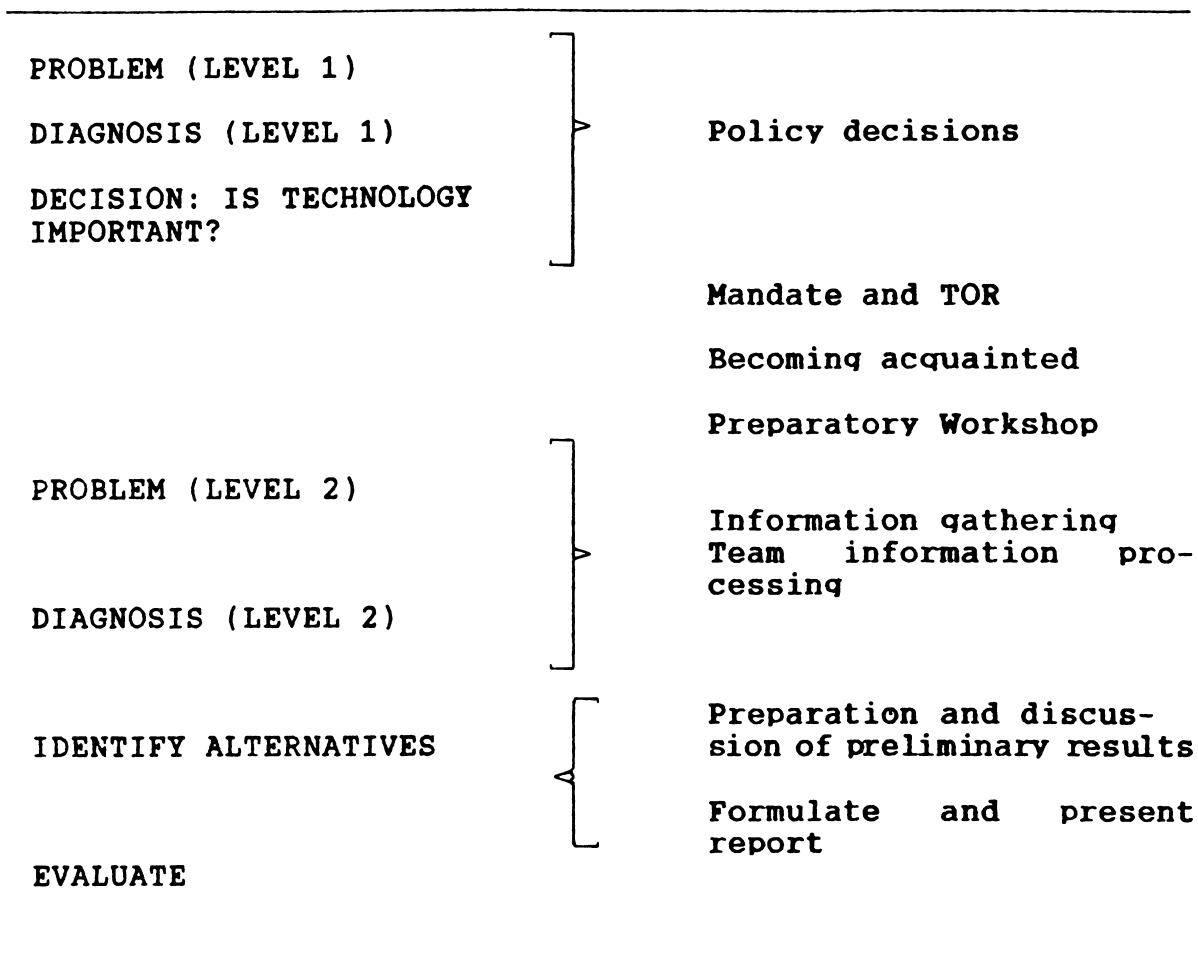 PROBLEM (LEVEL 1)
DIAGNOSIS (LEVEL 1)
Policy decisions
DECISION: IS TECHNOLOGY
IMPORTANT?
Mandate and TOR
Becoming acquainted
Preparatory Workshop
PROBLEM (LEVEL 2)
Information gathering
Team information pro-
cessing
DIAGNOSIS (LEVEL 2)
Preparation and discus-
sion of preliminary results
IDENTIFY ALTERNATIVES
Formulate and present
report
EVALUATE